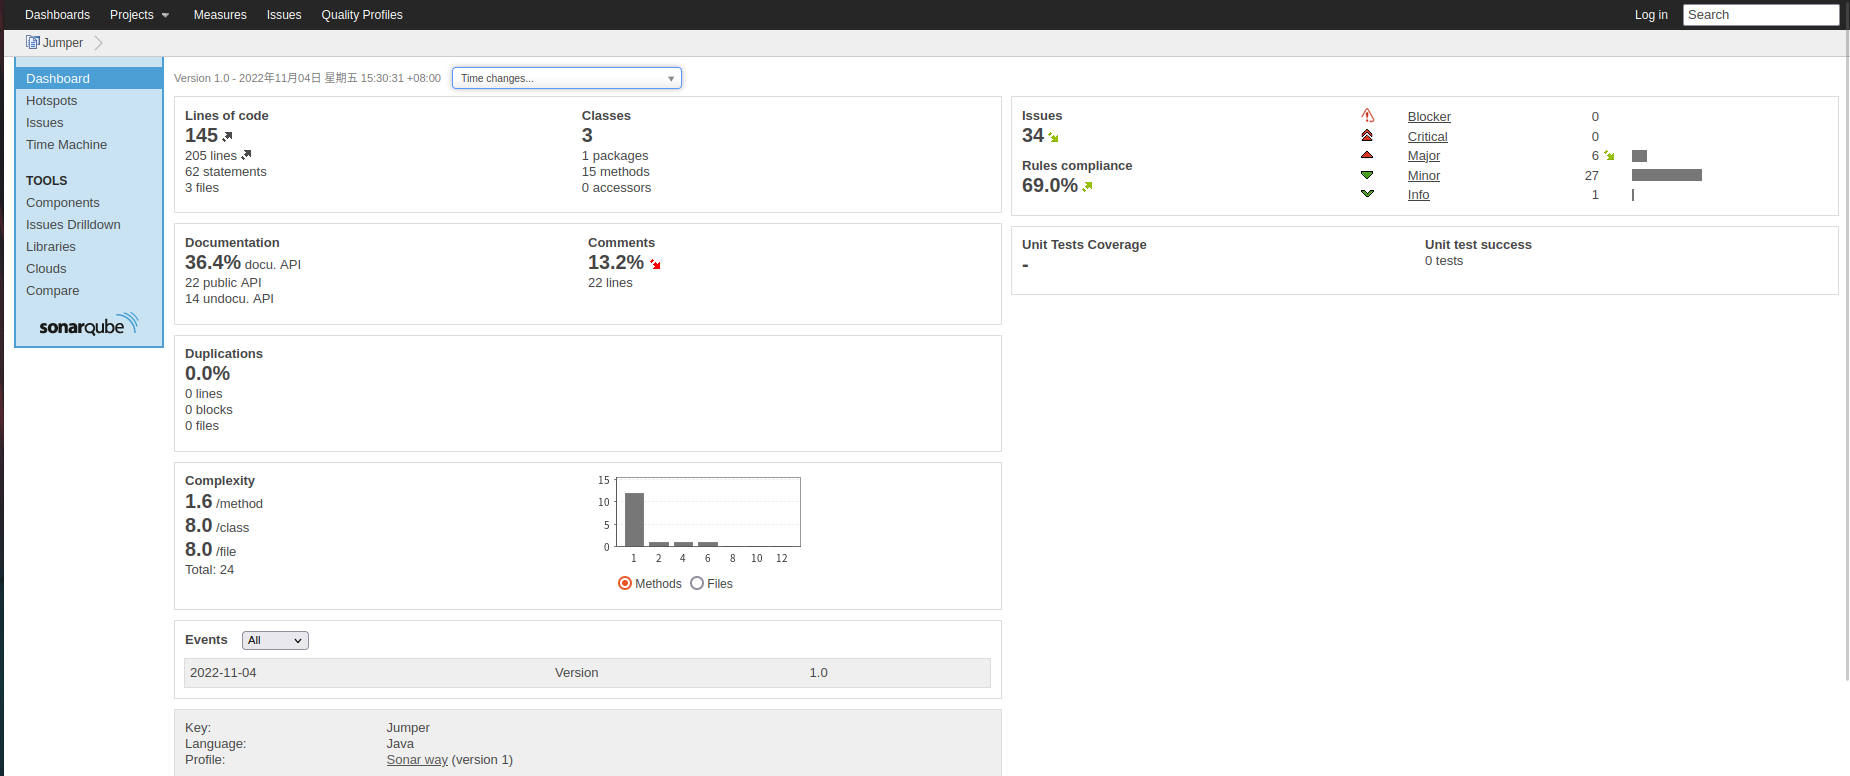 Dashboards Projects Measures Issues Quality Profiles Log in Search
Jumper
Dashboard
Hotspots
Issues
Time Machine
TOOLS
Components
Issues Drilldown
Libraries
Clouds
Compare
sonarqube
Version 1.0 - 2022年11月04日 星期五 15:30:31 +08:00 Time changes...
Lines of code
145
205 lines
62 statements
3 files
Classes
3
1 packages
15 methods
0 accessors
Documentation
36.4% docu. API
22 public API
14 undocu. API
Comments
13.2%
22 lines
Duplications
0.0%
0 lines
0 blocks
0 files
Complexity
1.6 /method
8.0 /class
8.0 /file
Total: 24
15
10
5
0
1 2 4 6 8 10 12
Methods Files
Events All
2022-11-04 Version 1.0
Key: Jumper
Language: Java
Profile: Sonar way (version 1)
Issues
34
Rules compliance
69.0%
Blocker 0
Critical 0
Major 6
Minor 27
Info 1
Unit Tests Coverage
-
Unit test success
0 tests